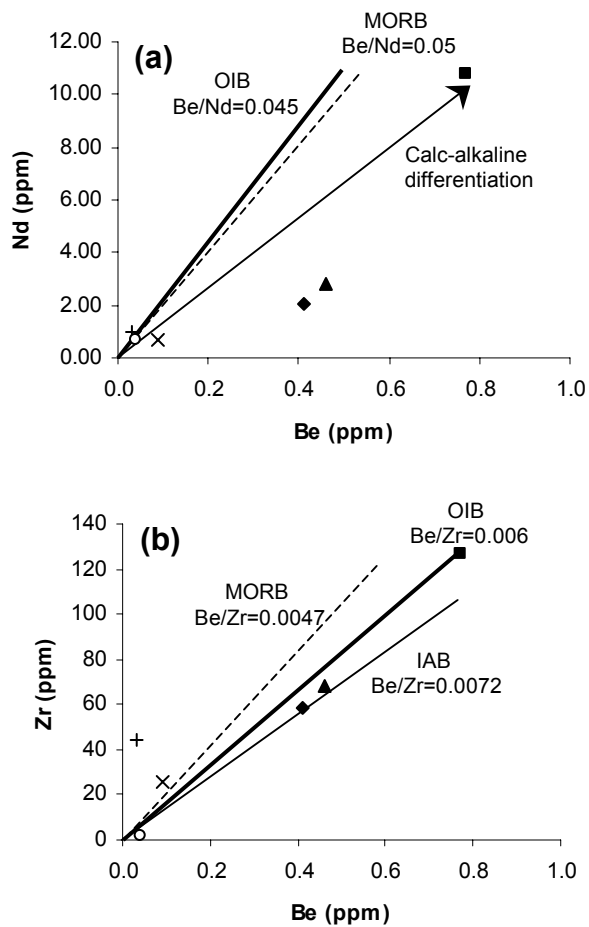 (a)
MORB
Be/Nd=0.05
OIB
Be/Nd=0.045
Calc-alkaline
differentiation
Nd (ppm)
12.00
10.00
8.00
6.00
4.00
2.00
0.00
0.0 0.2 0.4 0.6 0.8 1.0
Be (ppm)
(b)
OIB
Be/Zr=0.006
MORB
Be/Zr=0.0047
IAB
Be/Zr=0.0072
Zr (ppm)
140
120
100
80
60
40
20
0
0.0 0.2 0.4 0.6 0.8 1.0
Be (ppm)